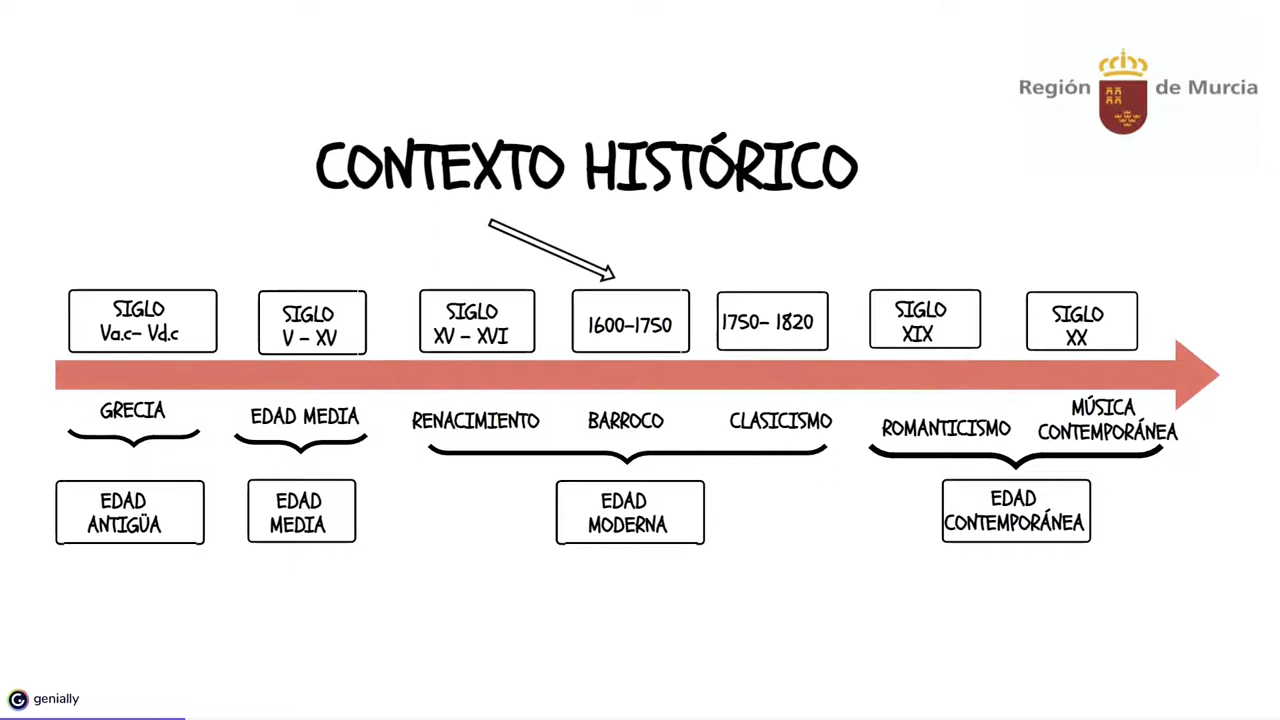 Región de Murcia
CONTEXTO HISTÓRICO
SIGLO
Va.c- Vd.c
SIGLO
V - XV
SIGLO
XV - XVI
1600-1750
1750- 1820
SIGLO
XIX
SIGLO
XX
GRECIA
EDAD MEDIA
RENACIMIENTO
BARROCO
CLASICISMO
ROMANTICISMO
MÚSICA
CONTEMPORÁNEA
EDAD
ANTIGÜA
EDAD
MEDIA
EDAD
MODERNA
EDAD
CONTEMPORÁNEA
genially